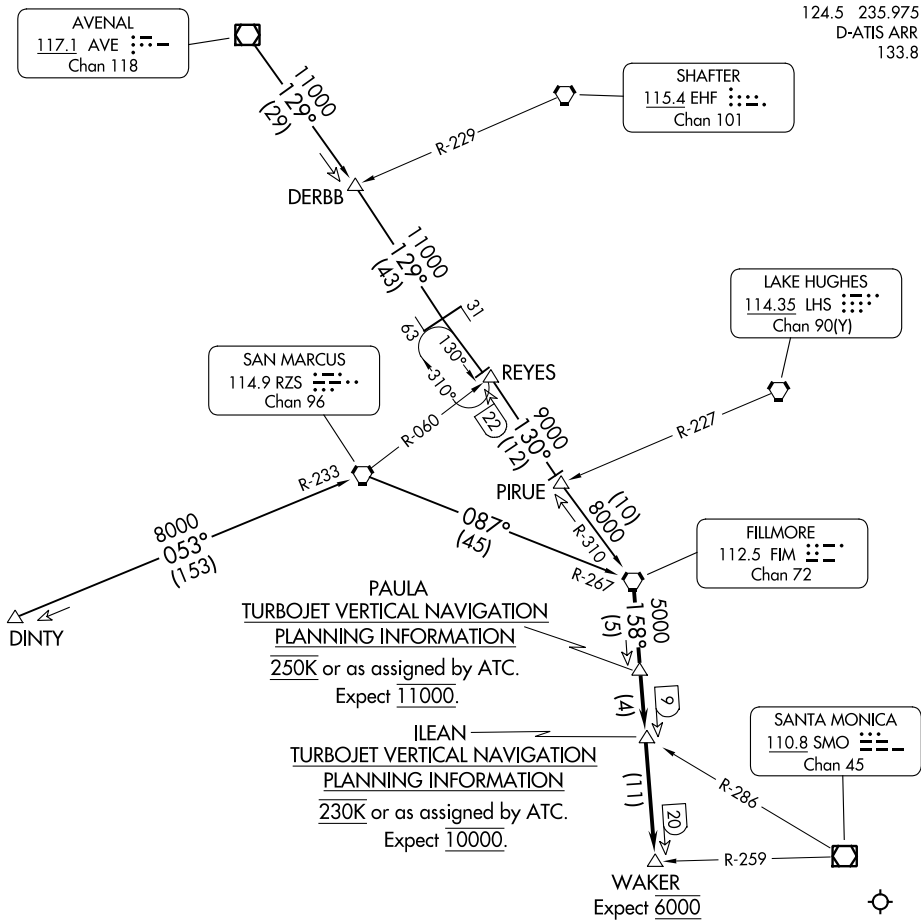 124.5 235.975
D-ATIS ARR
133.8
AVENAL
117.1 AVE
Chan 118
SHAFTER
115.4 EHF
Chan 101
11000
129°
(29)
R-229
DERBB
11000
129°
(43)
LAKE HUGHES
114.35 LHS
Chan 90(Y)
63
31
130°
310°
REYES
22
SAN MARCUS
114.9 RZS
Chan 96
R-060
9000
130°
(12)
R-227
R-233
PIRUE
(10)
8000
R-310
8000
053°
(153)
087°
(45)
R-267
FILLMORE
112.5 FIM
Chan 72
DINTY
5000
158°
(5)
PAULA
TURBOJET VERTICAL NAVIGATION
PLANNING INFORMATION
250K or as assigned by ATC.
Expect 11000.
(4)
9
ILEAN
TURBOJET VERTICAL NAVIGATION
PLANNING INFORMATION
230K or as assigned by ATC.
Expect 10000.
SANTA MONICA
110.8 SMO
Chan 45
R-286
(11)
20
R-259
WAKER
Expect 6000